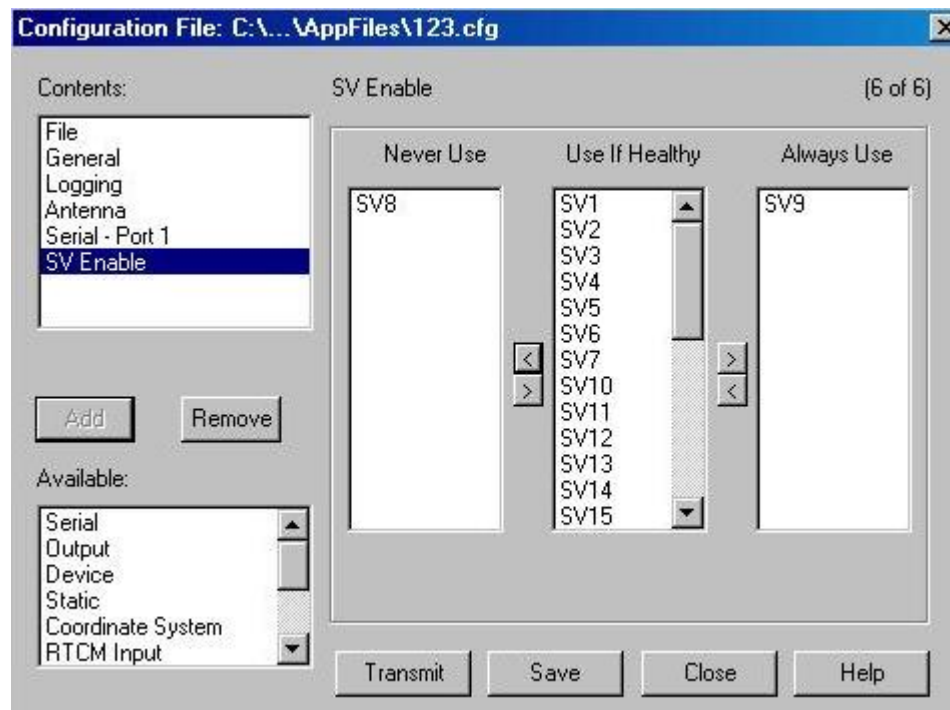 Configuration File: C:\...\AppFiles\123.cfg
Contents:
SV Enable
(6 of 6)
File
General
Logging
Antenna
Serial - Port 1
SV Enable
Add
Remove
Available:
Serial
Output
Device
Static
Coordinate System
RTCM Input
Never Use
Use If Healthy
Always Use
SV8
<
>
SV1
SV2
SV3
SV4
SV5
SV6
SV7
SV10
SV11
SV12
SV13
SV14
SV15
>
<
SV9
Transmit
Save
Close
Help